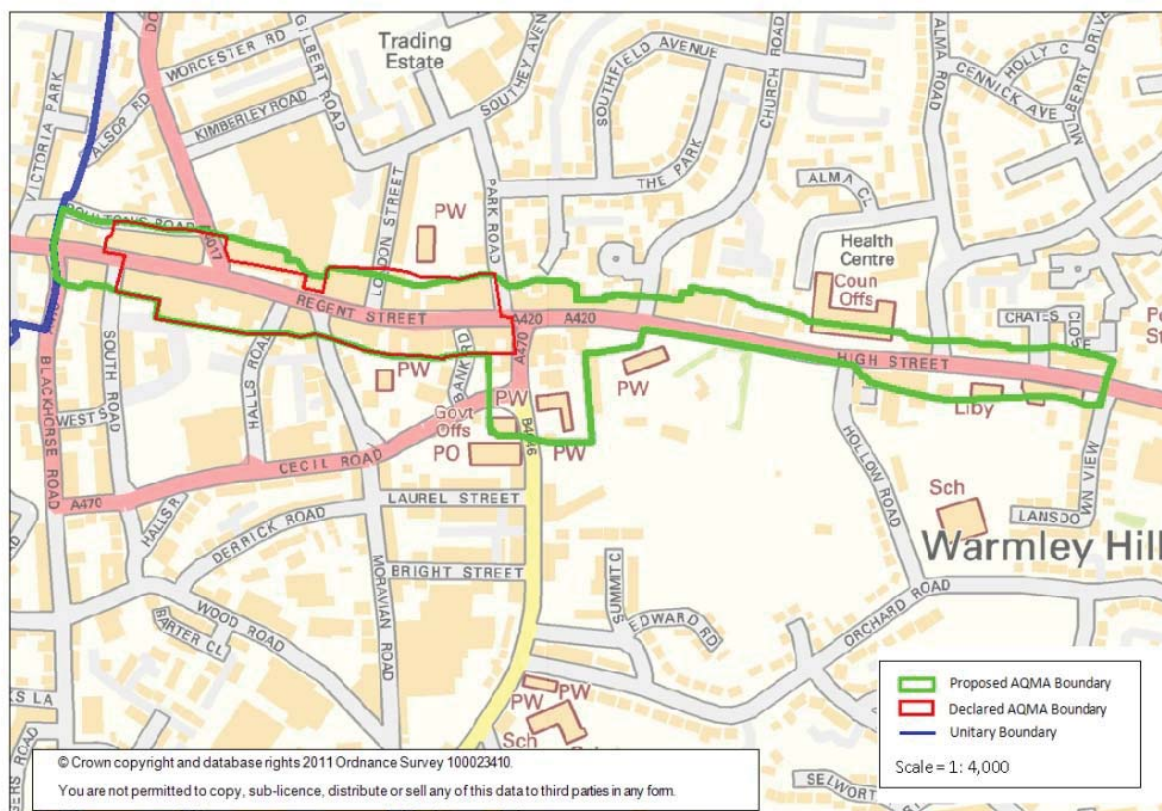 VICTORIA PARK
ALSOP RD
WORCESTER RD
KIMBERLEY ROAD
GILBERT ROAD
Trading
Estate
SOUTHEY AVEN
SOUTHFIELD AVENUE
CHURCH ROAD
THE PARK
ALMA ROAD
HOLLY C
CENNICK AVE
MULBERRY DRIVE
ALMA CL
PW
PARK ROAD
LONDON STREET
REGENT STREET
A420
A420
Health
Centre
Coun
Offs
CRATES
CLOSE
HIGH STREET
Liby
PW
A470
BANK RD
PW
HALLS ROAD
SOUTH ROAD
BLACKHORSE ROAD
WEST S
PW
Govt
Offs
PO
PW
CECIL ROAD
A470
HALLS R
DERRICK ROAD
LAUREL STREET
BRIGHT STREET
MORAVIAN ROAD
WOOD ROAD
BARTER CL
HOLLOW ROAD
Sch
LANSDO
WN VIEW
Warmley Hill
ORCHARD ROAD
SUMMIT C
EDWARD RD
PW
PW
Sch
KS LA
GERS ROAD
SELWORT
Proposed AQMA Boundary
Declared AQMA Boundary
Unitary Boundary
Scale = 1: 4,000
© Crown copyright and database rights 2011 Ordnance Survey 100023410.
You are not permitted to copy, sub-licence, distribute or sell any of this data to third parties in any form.